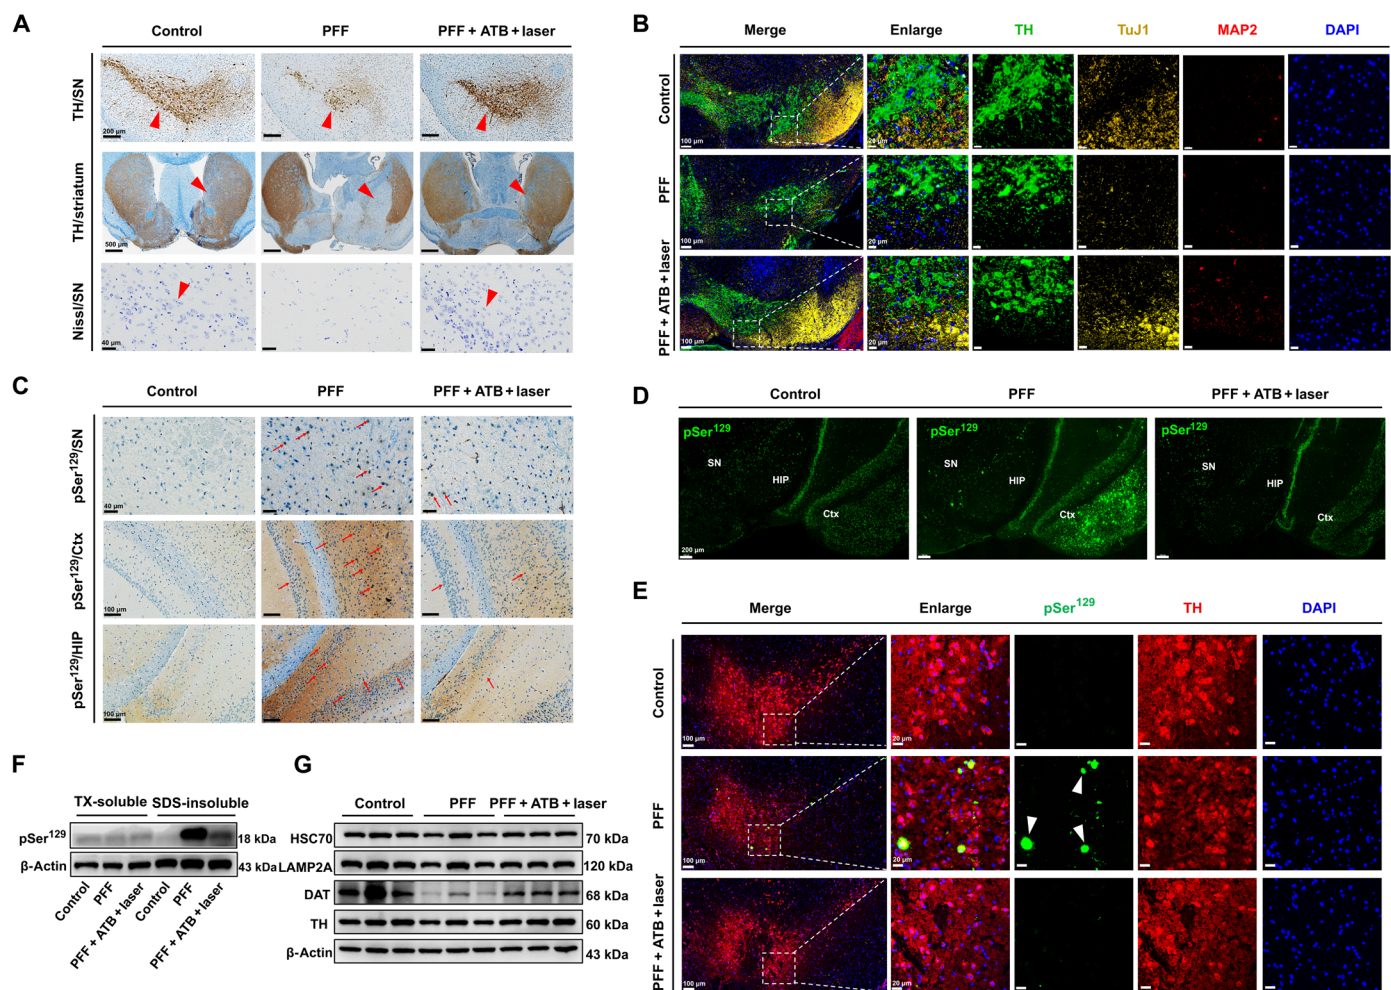 A
Control PFF PFF + ATB + laser
TH/SN
200 µm
TH/striatum
500 µm
Nissl/SN
40 µm
B
Merge Enlarge TH TuJ1 MAP2 DAPI
Control
100 µm
PFF
100 µm 20 µm
PFF + ATB + laser
100 µm 20 µm
C
Control PFF PFF + ATB + laser
pSer129/SN
40 µm
pSer129/Ctx
100 µm
pSer129/HIP
100 µm
D
Control PFF PFF + ATB + laser
pSer129 pSer129 pSer129
SN SN SN
HIP HIP HIP
Ctx Ctx Ctx
200 µm
E
Merge Enlarge pSer129 TH DAPI
Control
100 µm 20 µm
PFF
100 µm 20 µm
PFF + ATB + laser
100 µm 20 µm
F
TX-soluble SDS-insoluble
pSer129 18 kDa
β-Actin 43 kDa
Control PFF PFF + ATB + laser Control PFF PFF + ATB + laser
G
Control PFF PFF + ATB + laser
HSC70 70 kDa
LAMP2A 120 kDa
DAT 68 kDa
TH 60 kDa
β-Actin 43 kDa